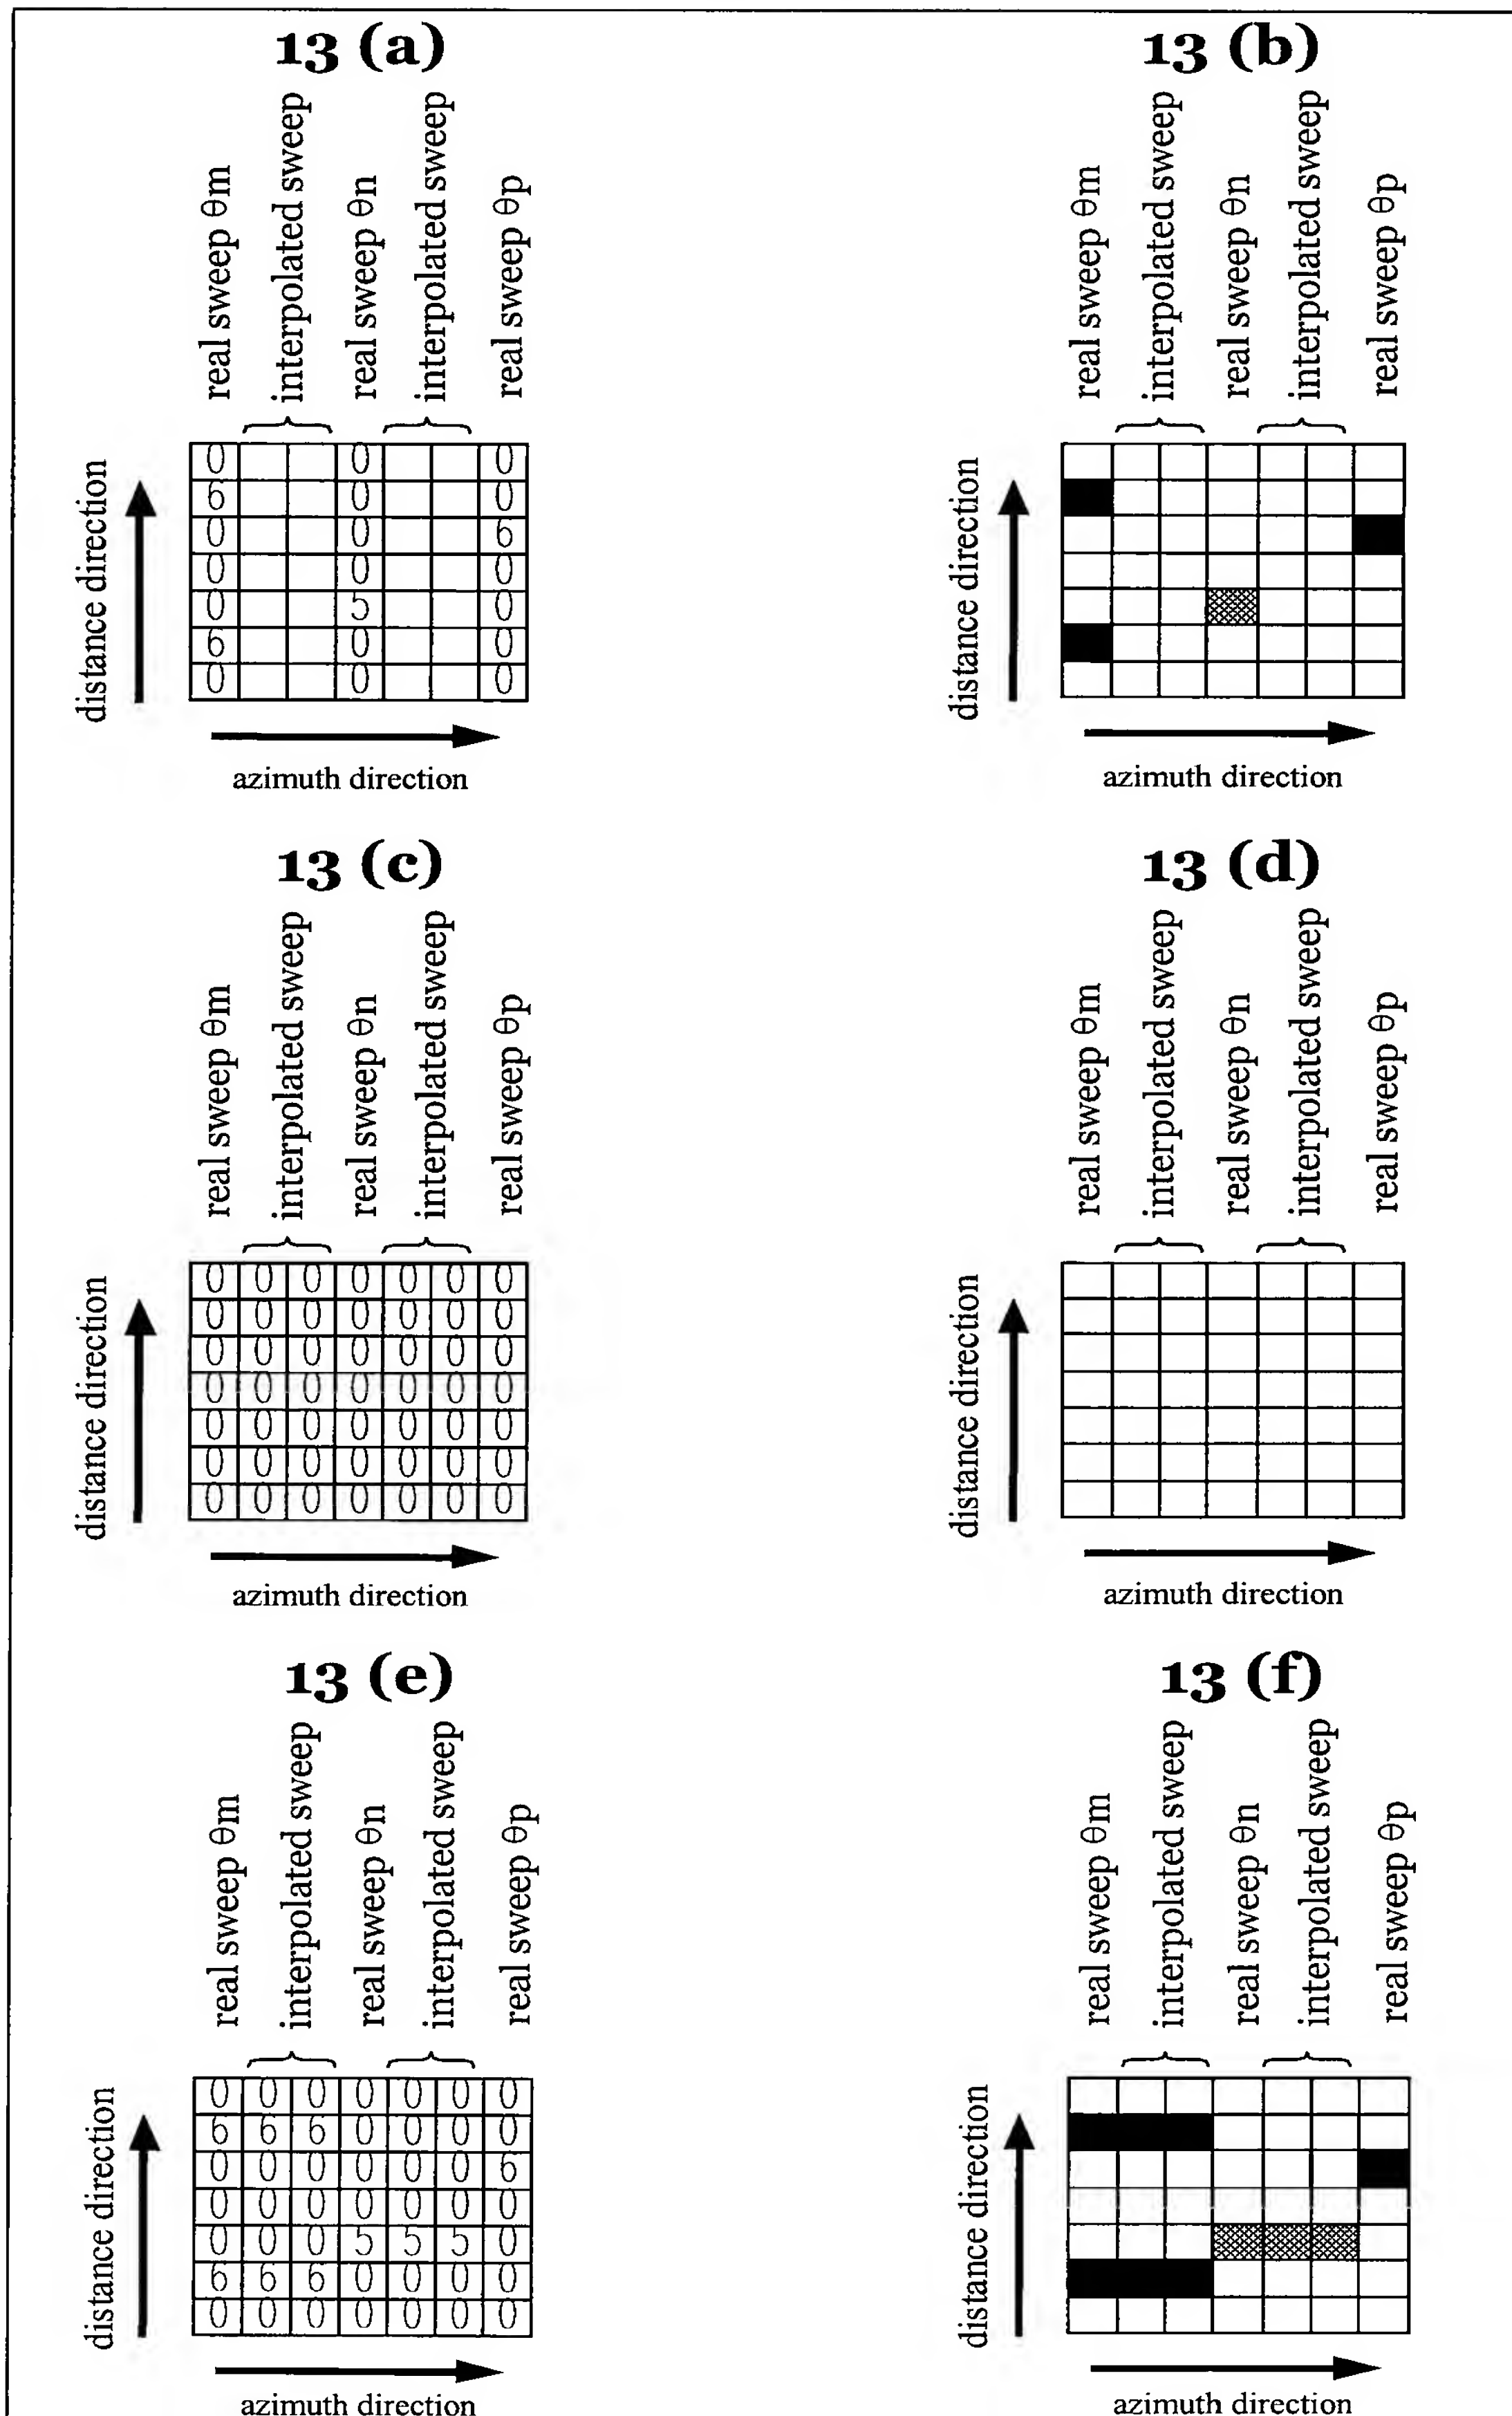 13 (a)
real sweep θm
interpolated sweep
real sweep θn
interpolated sweep
real sweep θp
distance direction
0 0 0
6 0 0
0 0 6
0 0 0
0 5 0
6 0 0
0 0 0
azimuth direction
13 (b)
real sweep θm
interpolated sweep
real sweep θn
interpolated sweep
real sweep θp
distance direction
azimuth direction
13 (c)
real sweep θm
interpolated sweep
real sweep θn
interpolated sweep
real sweep θp
distance direction
0 0 0 0 0 0 0
0 0 0 0 0 0 0
0 0 0 0 0 0 0
0 0 0 0 0 0 0
0 0 0 0 0 0 0
0 0 0 0 0 0 0
0 0 0 0 0 0 0
azimuth direction
13 (d)
real sweep θm
interpolated sweep
real sweep θn
interpolated sweep
real sweep θp
distance direction
azimuth direction
13 (e)
real sweep θm
interpolated sweep
real sweep θn
interpolated sweep
real sweep θp
distance direction
0 0 0 0 0 0 0
6 6 6 0 0 0 0
0 0 0 0 0 0 6
0 0 0 0 0 0 0
0 0 0 5 5 5 0
6 6 6 0 0 0 0
0 0 0 0 0 0 0
azimuth direction
13 (f)
real sweep θm
interpolated sweep
real sweep θn
interpolated sweep
real sweep θp
distance direction
azimuth direction